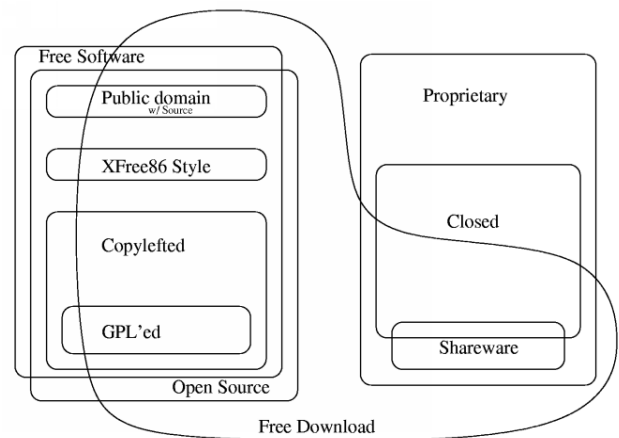 Free Software
Public domain
w/ Source
XFree86 Style
Copylefted
GPL'ed
Open Source
Proprietary
Closed
Shareware
Free Download